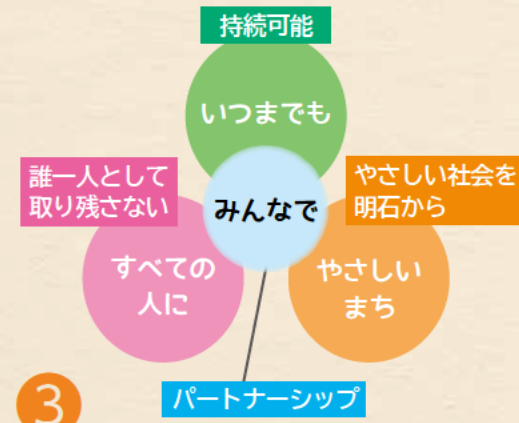 持続可能
いつまでも
誰一人として
取り残さない
みんなで
やさしい社会を
明石から
すべての
人に
やさしい
まち
パートナーシップ
3